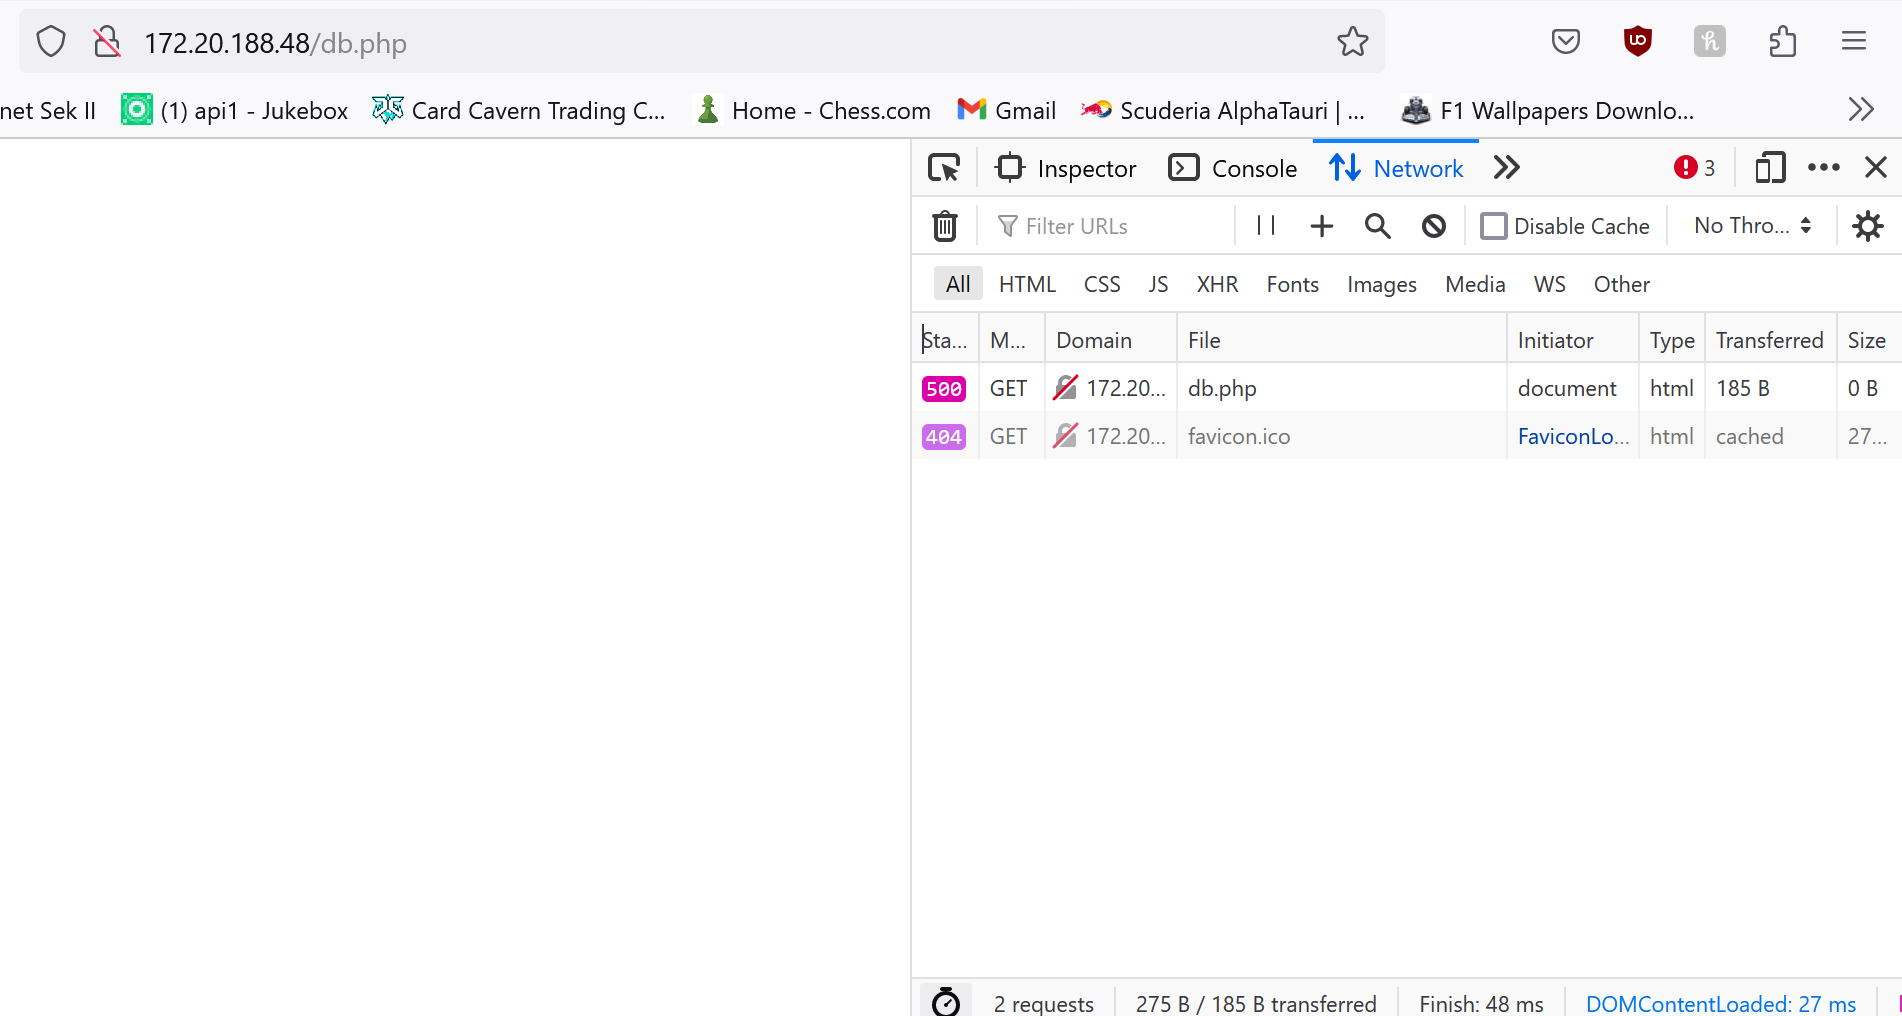 172.20.188.48/db.php
net Sek II (1) api1 - Jukebox Card Cavern Trading C... Home - Chess.com Gmail Scuderia AlphaTauri | ... F1 Wallpapers Downlo...
Inspector Console Network 3
Filter URLs Disable Cache No Thro...
All HTML CSS JS XHR Fonts Images Media WS Other
Sta... M... Domain File Initiator Type Transferred Size
500 GET 172.20... db.php document html 185 B 0 B
404 GET 172.20... favicon.ico FaviconLo... html cached 27...
2 requests 275 B / 185 B transferred Finish: 48 ms DOMContentLoaded: 27 ms